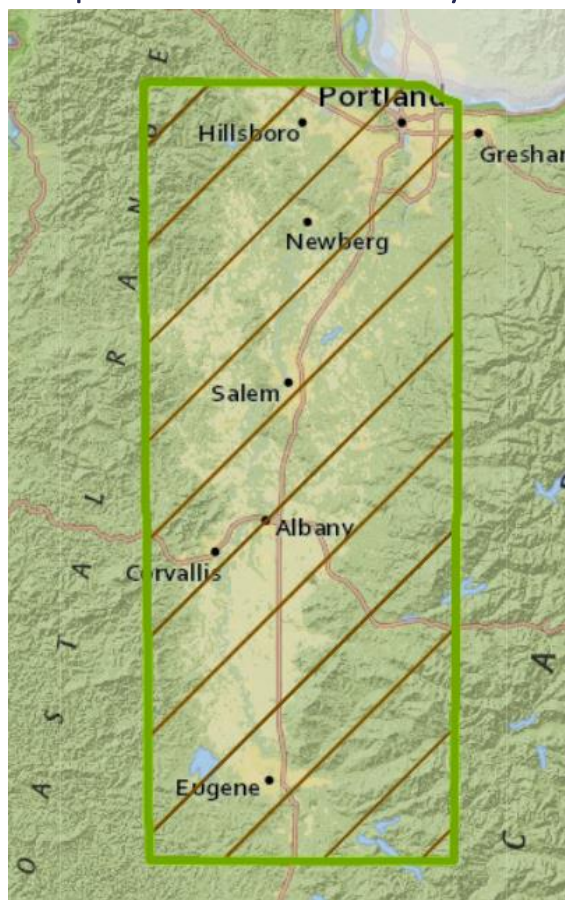 Portland
Hillsboro
Greshar
Newberg
Salem
Albany
Corvallis
Eugene
O A S T A L R A N G E
C A